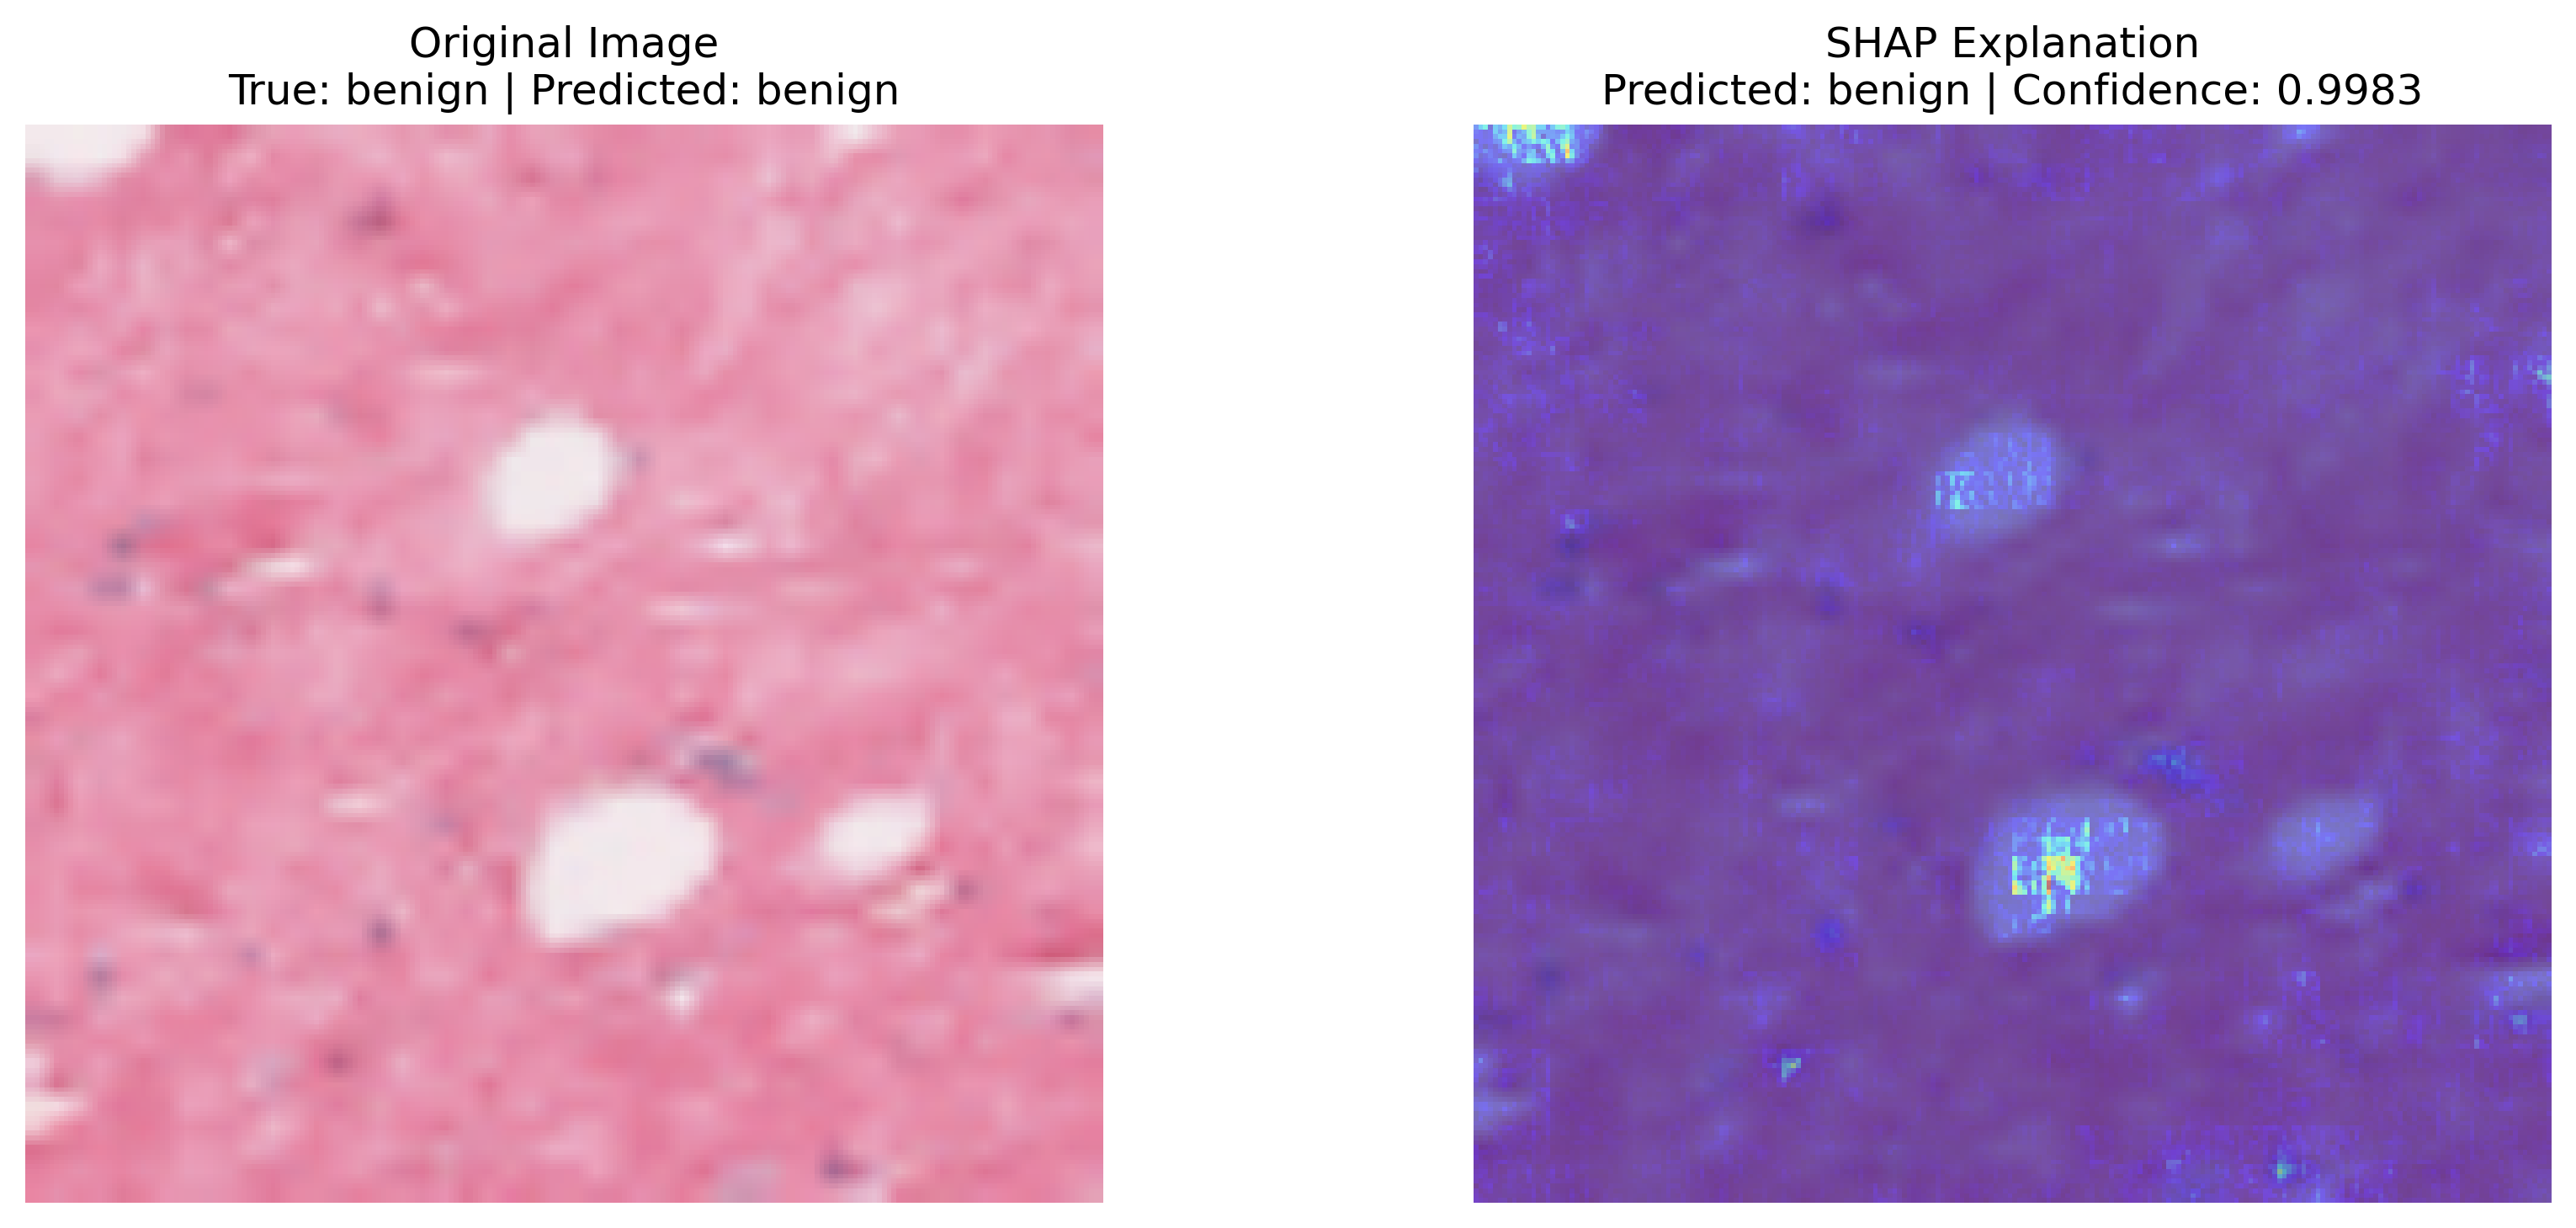 Original Image
True: benign | Predicted: benign
SHAP Explanation
Predicted: benign | Confidence: 0.9983